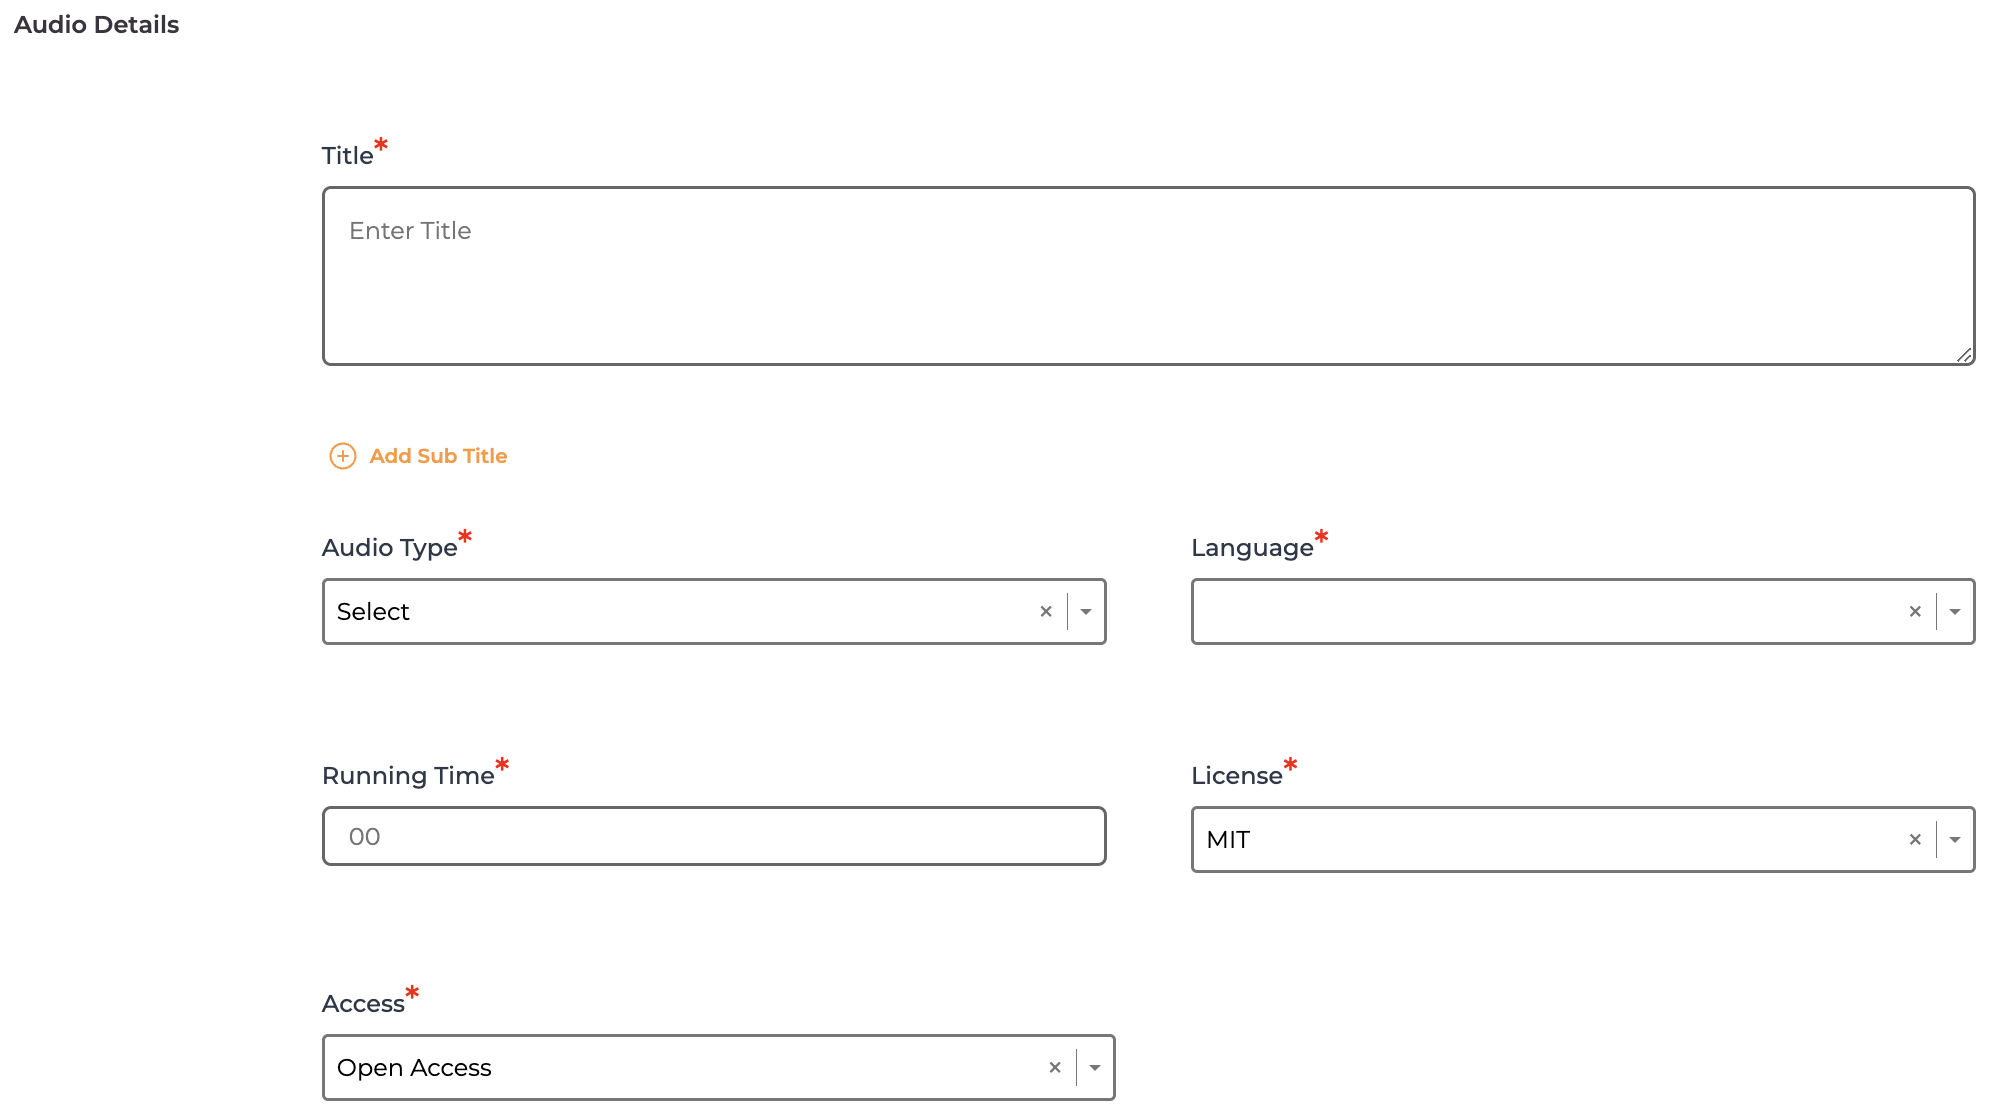 Audio Details
Title*
Enter Title
Add Sub Title
Audio Type*
Language*
Select
Running Time*
License*
00
MIT
Access*
Open Access